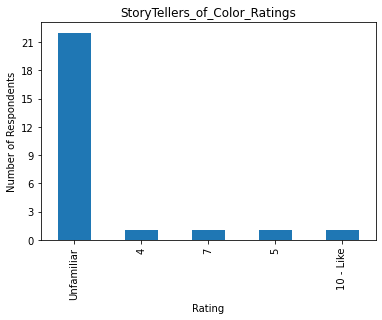 StoryTellers_of_Color_Ratings
Number of Respondents
21
18
15
12
9
6
3
0
Unfamiliar
4
7
5
10 - Like
Rating